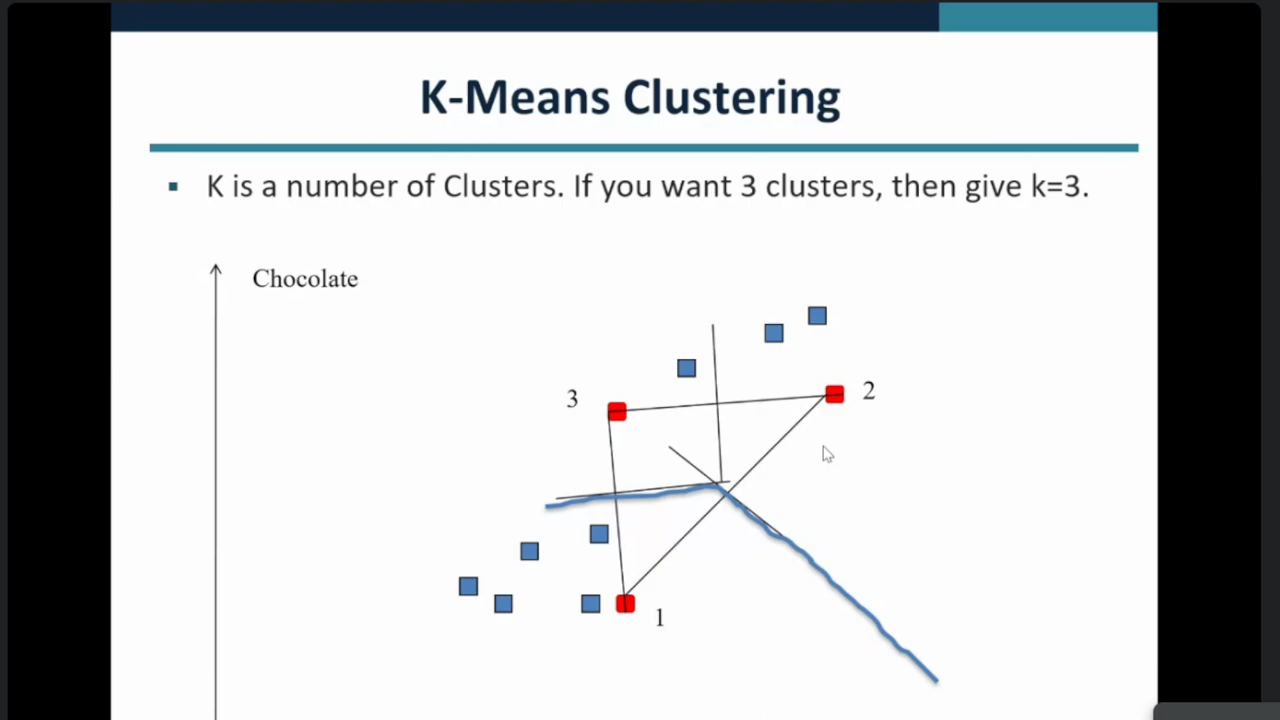 K-Means Clustering
K is a number of Clusters. If you want 3 clusters, then give k=3.
Chocolate
3
2
1